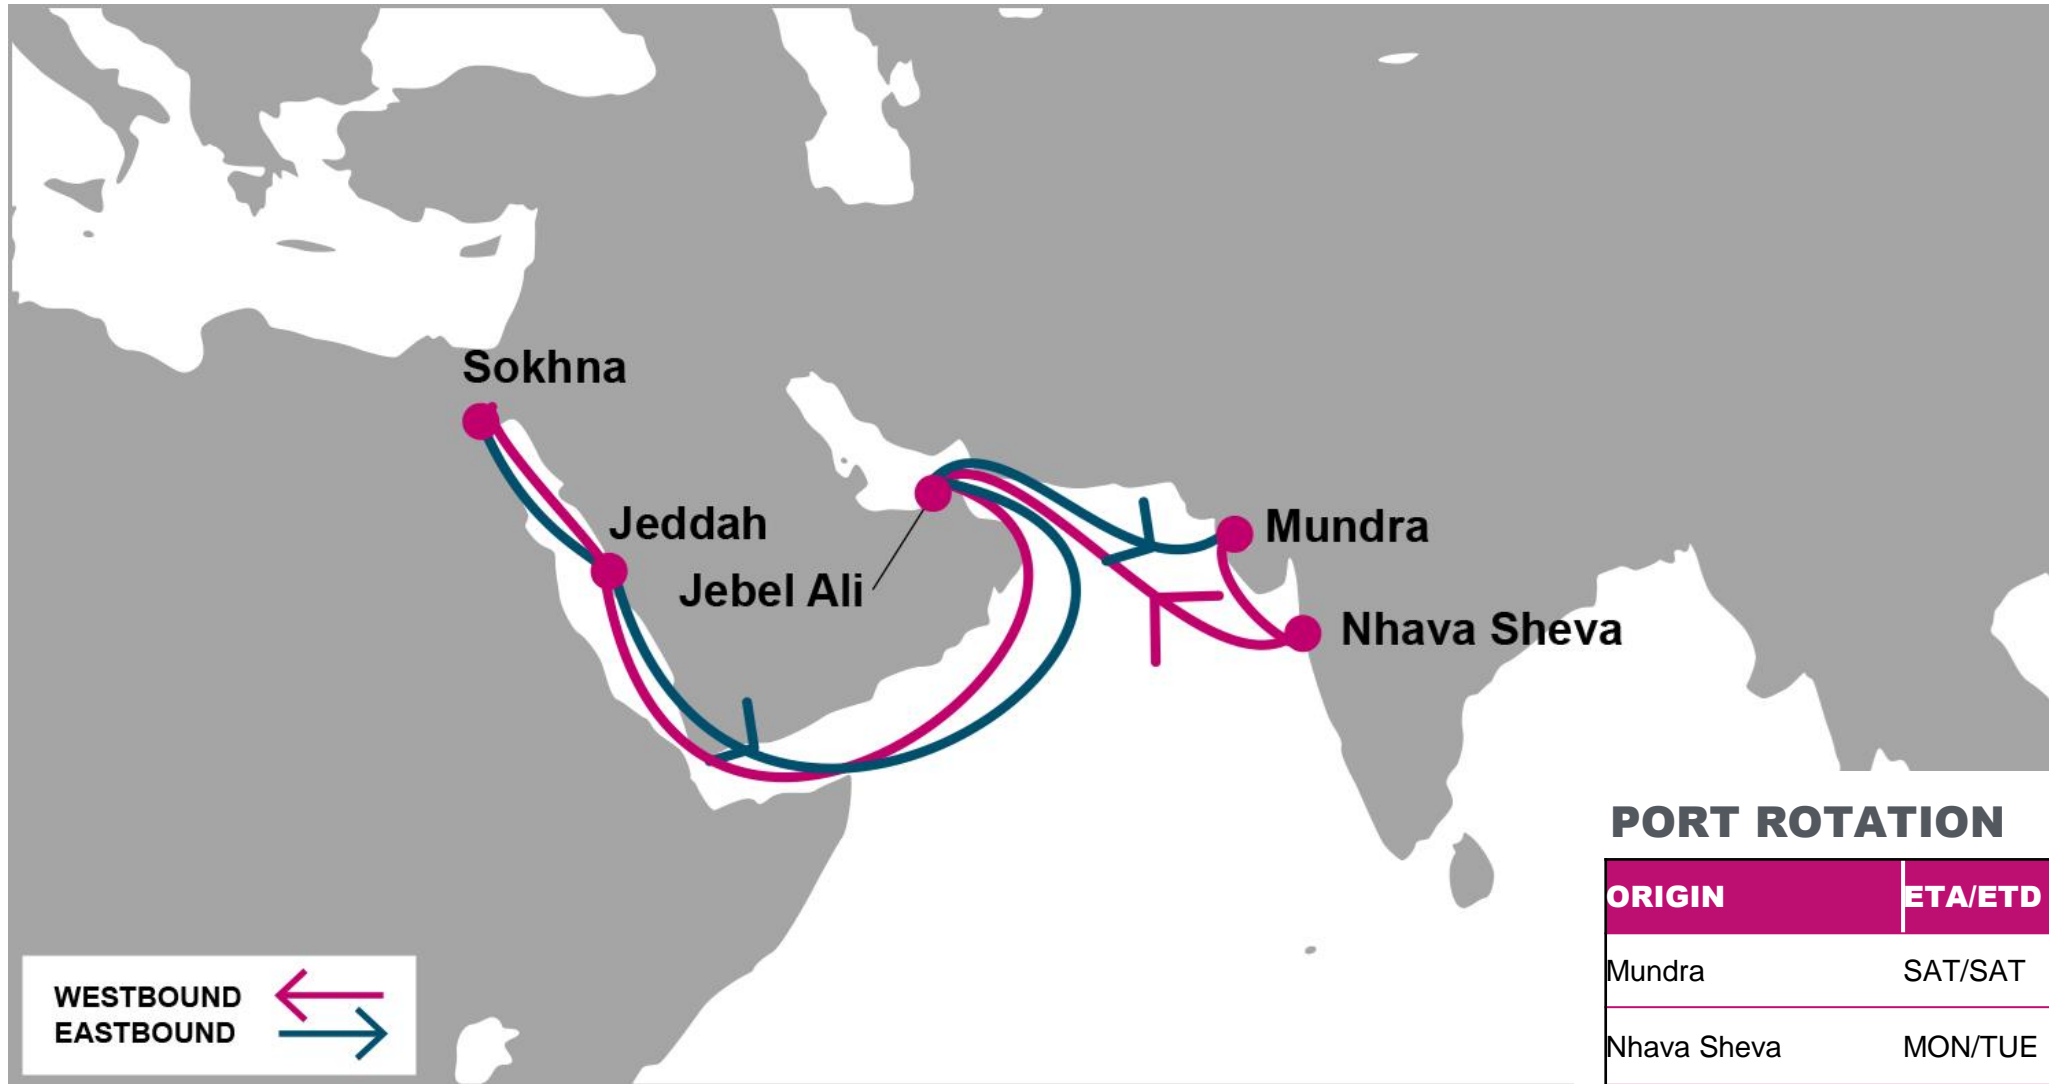 Sokhna
Jeddah
Jebel Ali
Mundra
Nhava Sheva
WESTBOUND
EASTBOUND
PORT ROTATION
ORIGIN ETA/ETD
Mundra SAT/SAT
Nhava Sheva MON/TUE